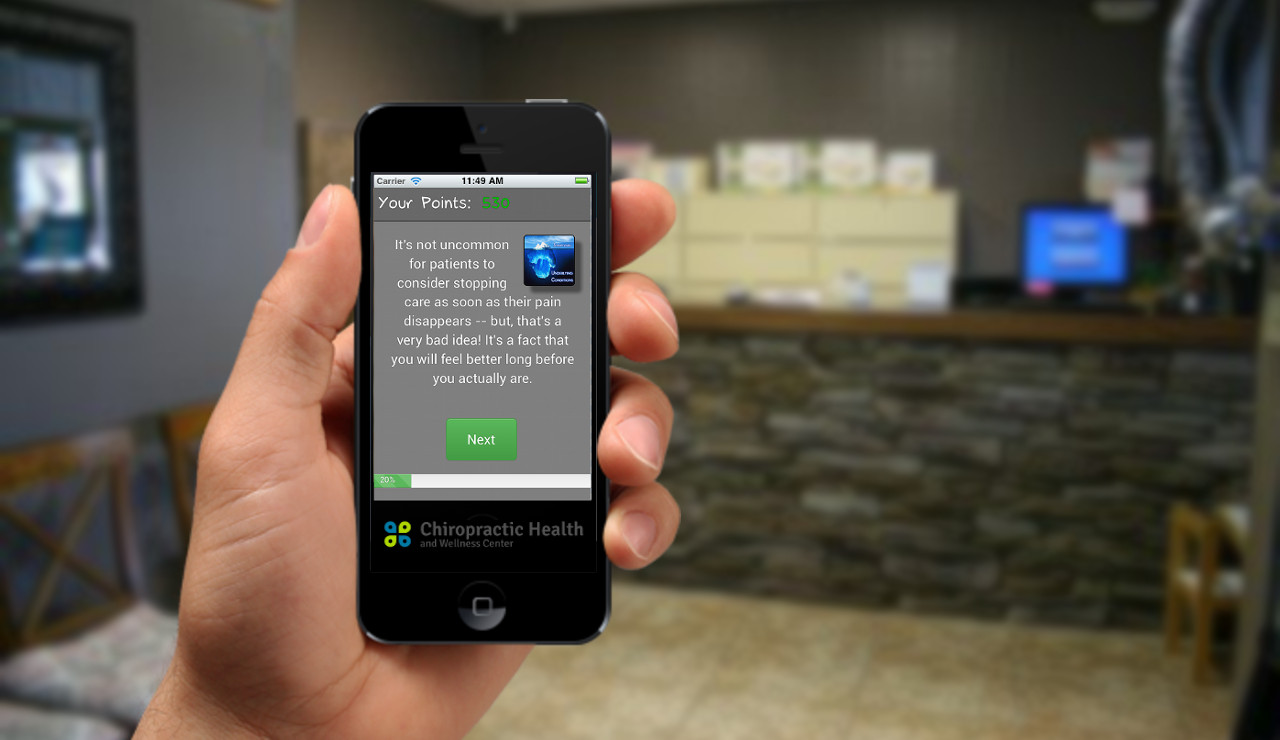 Carrier
11:49 AM
Your Points: 530
It's not uncommon
for patients to
consider stopping
care as soon as their pain
disappears -- but, that's a
very bad idea! It's a fact that
you will feel better long before
you actually are.
Underlying
Conditions
Next
20%
Chiropractic Health
and Wellness Center